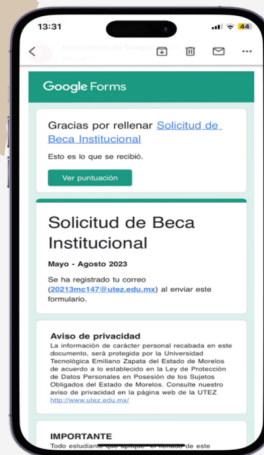 13:31
44
Google Forms
Gracias por rellenar Solicitud de
Beca Institucional
Esto es lo que se recibió.
Ver puntuación
Solicitud de Beca
Institucional
Mayo - Agosto 2023
Se ha registrado tu correo
(20213mc147@utez.edu.mx) al enviar este
formulario.
Aviso de privacidad
La información de carácter personal recabada en este
documento, será protegida por la Universidad
Tecnológica Emiliano Zapata del Estado de Morelos
de acuerdo a lo establecido en la Ley de Protección
de Datos Personales en Posesión de los Sujetos
Obligados del Estado de Morelos. Consulte nuestro
aviso de privacidad en la página web de la UTEZ
http://www.utez.edu.mx/
IMPORTANTE
Todo estudiante que de este